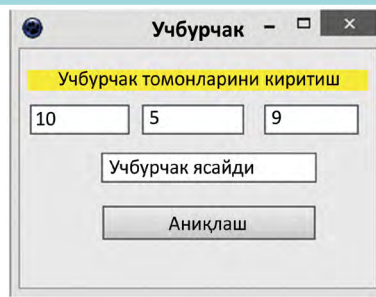 Учбурчак
Учбурчак томонларини киритиш
10 5 9
Учбурчак ясайди
Аниқлаш